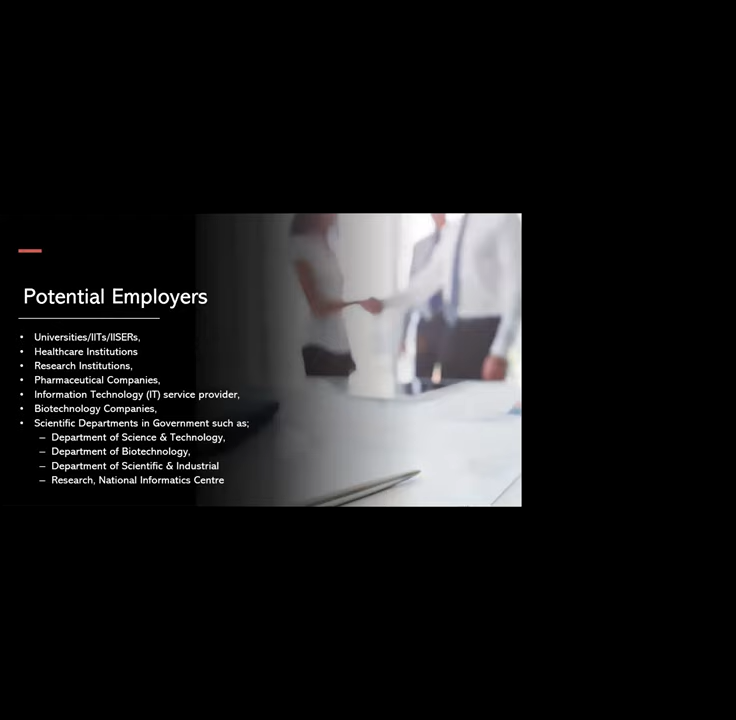 Potential Employers
• Universities/IITs/IISERs,
• Healthcare Institutions
• Research Institutions,
• Pharmaceutical Companies,
• Information Technology (IT) service provider,
• Biotechnology Companies,
• Scientific Departments in Government such as;
– Department of Science & Technology,
– Department of Biotechnology,
– Department of Scientific & Industrial
– Research, National Informatics Centre